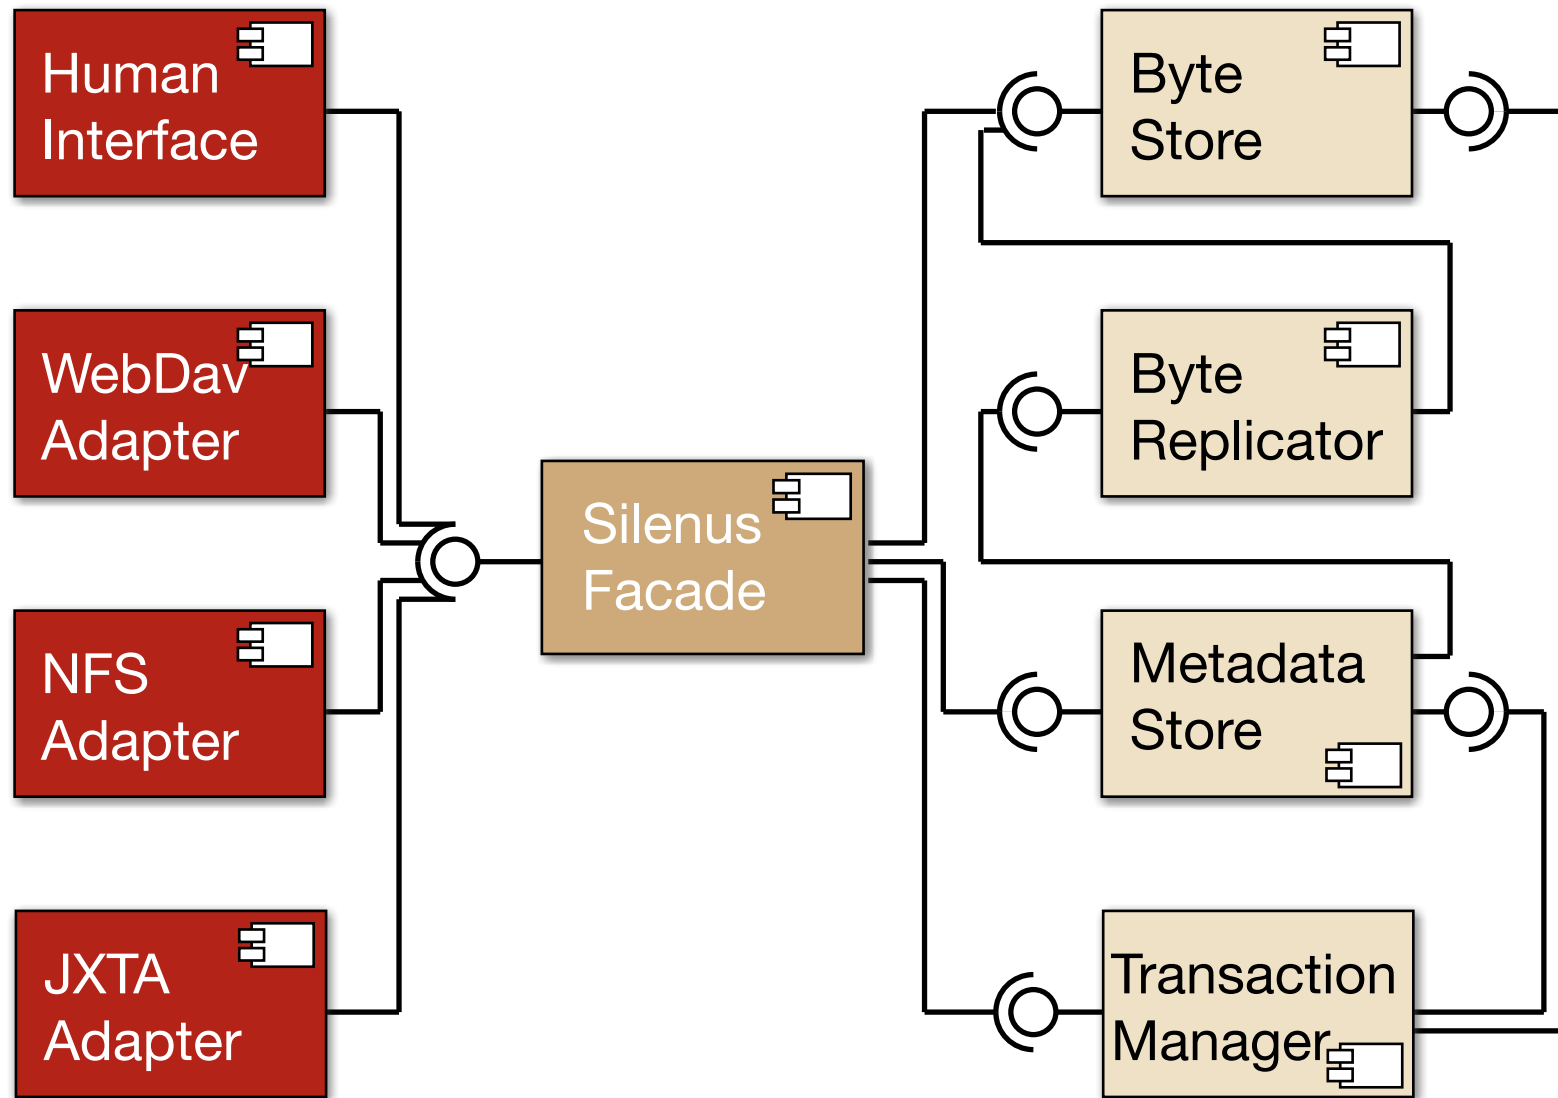 Human
Interface
WebDav
Adapter
NFS
Adapter
JXTA
Adapter
Silenus
Facade
Byte
Store
Byte
Replicator
Metadata
Store
Transaction
Manager